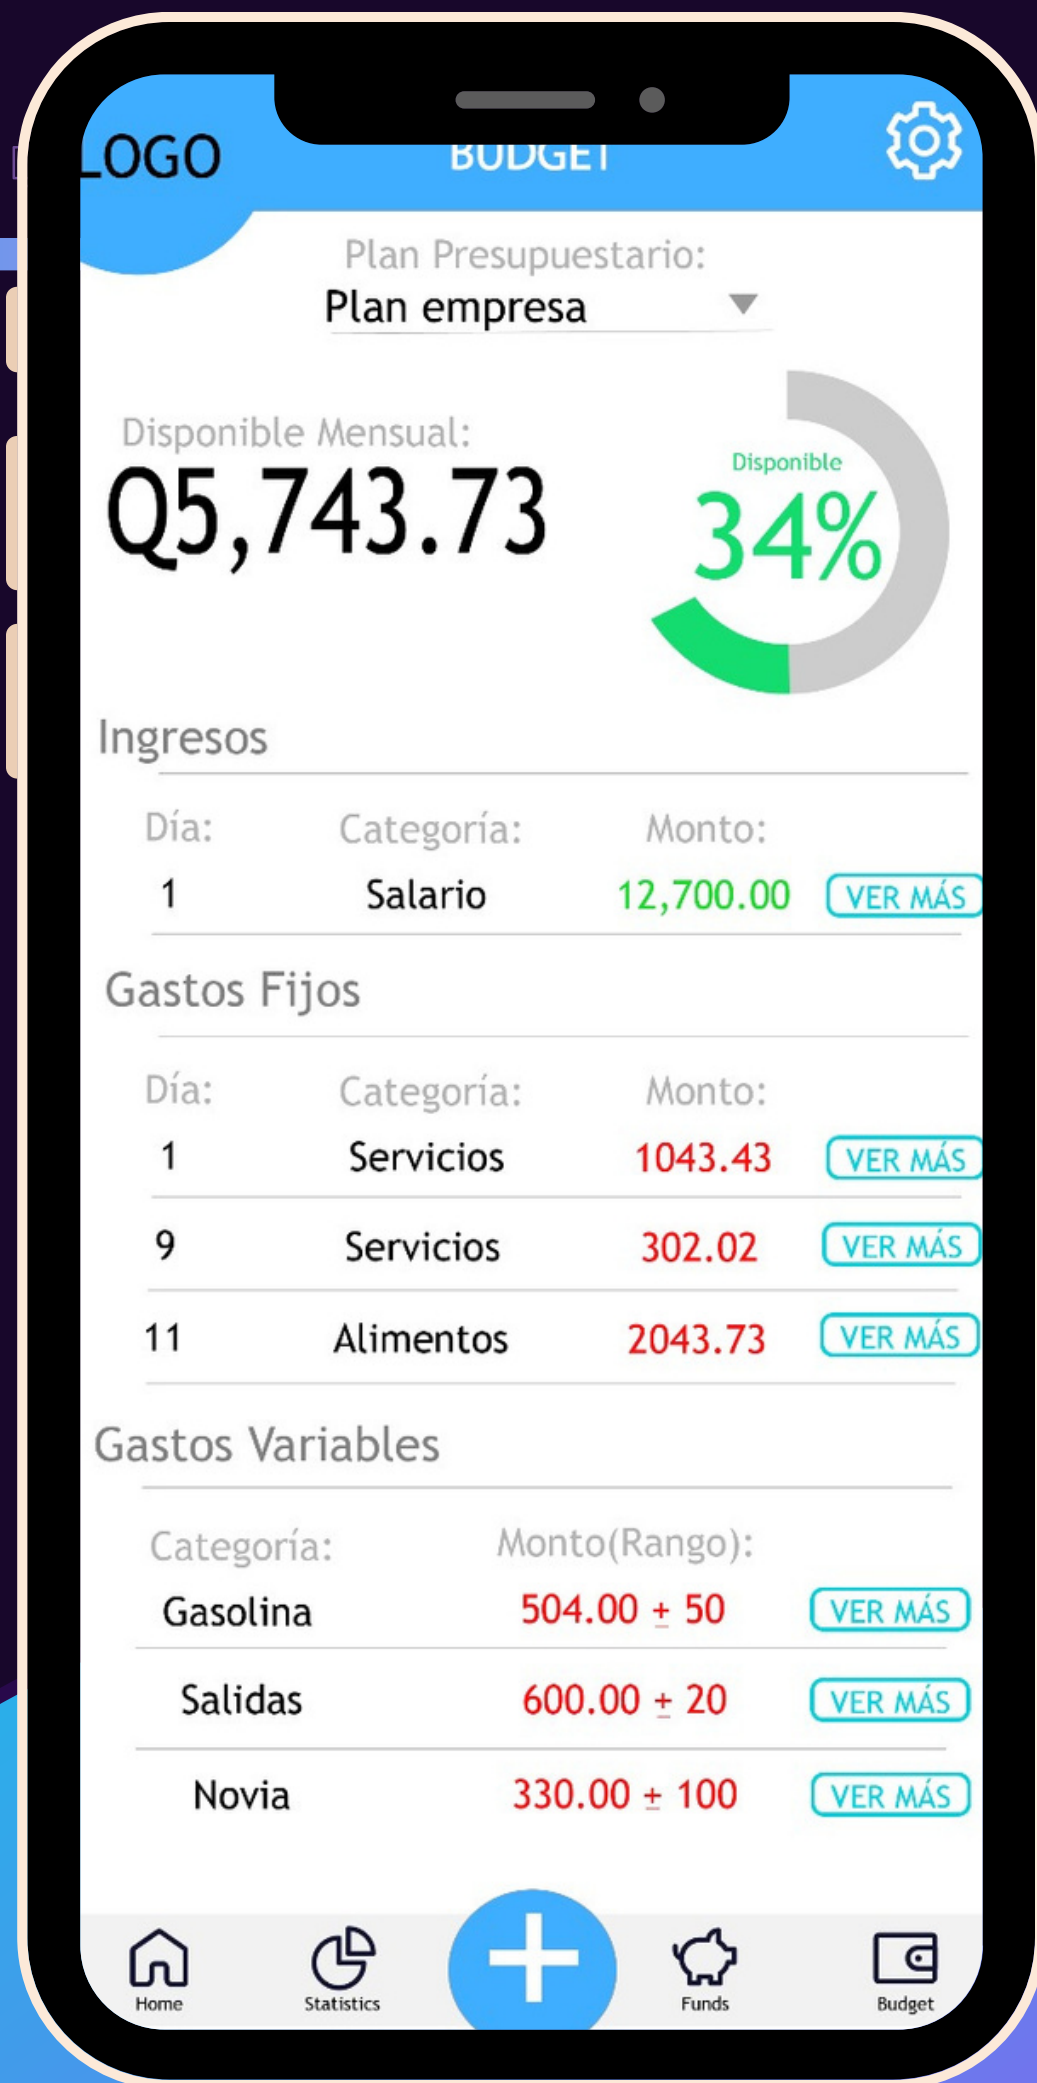 LOGO
BUDGET
Plan Presupuestario:
Plan empresa
Disponible Mensual:
Q5,743.73
Disponible
34%
Ingresos
Día: Categoría: Monto:
1 Salario 12,700.00 VER MÁS
Gastos Fijos
Día: Categoría: Monto:
1 Servicios 1043.43 VER MÁS
9 Servicios 302.02 VER MÁS
11 Alimentos 2043.73 VER MÁS
Gastos Variables
Categoría: Monto(Rango):
Gasolina 504.00 ± 50 VER MÁS
Salidas 600.00 ± 20 VER MÁS
Novia 330.00 ± 100 VER MÁS
Home Statistics Funds Budget